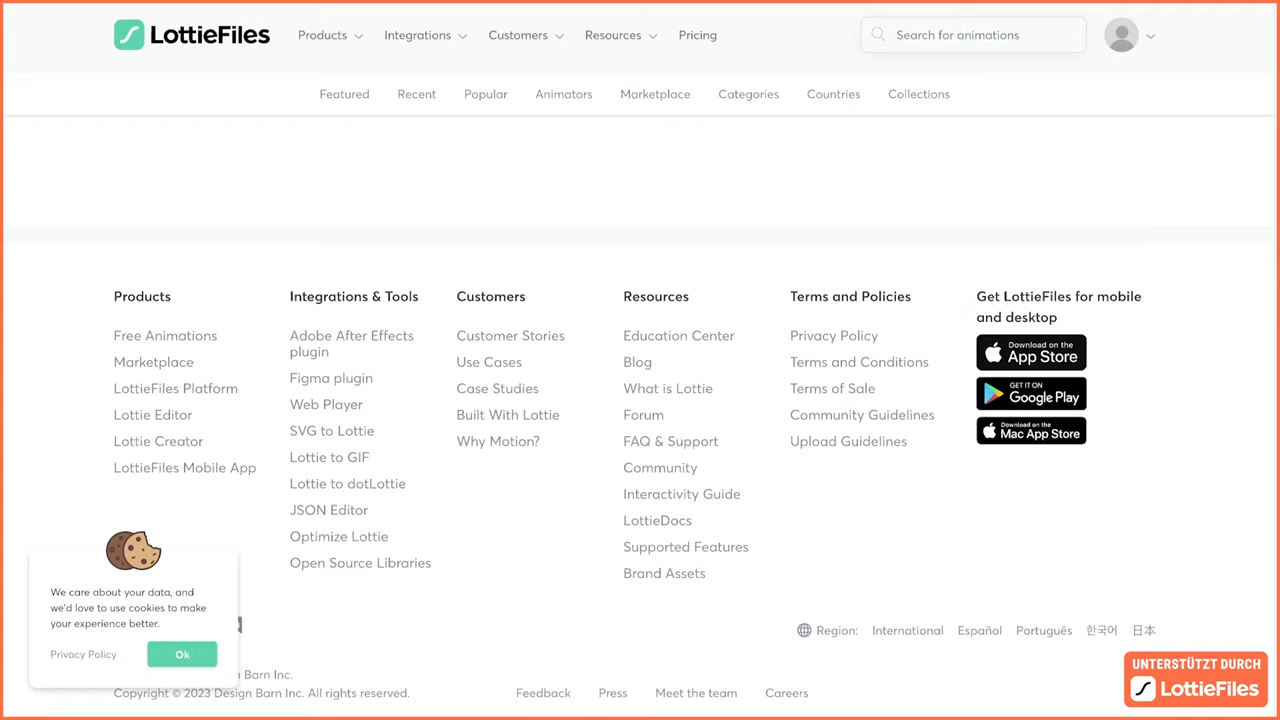 LottieFiles
Products
Integrations
Customers
Resources
Pricing
Search for animations
Featured
Recent
Popular
Animators
Marketplace
Categories
Countries
Collections
Products
Free Animations
Marketplace
LottieFiles Platform
Lottie Editor
Lottie Creator
LottieFiles Mobile App
Integrations & Tools
Adobe After Effects
plugin
Figma plugin
Web Player
SVG to Lottie
Lottie to GIF
Lottie to dotLottie
JSON Editor
Optimize Lottie
Open Source Libraries
Customers
Customer Stories
Use Cases
Case Studies
Built With Lottie
Why Motion?
Resources
Education Center
Blog
What is Lottie
Forum
FAQ & Support
Community
Interactivity Guide
LottieDocs
Supported Features
Brand Assets
Terms and Policies
Privacy Policy
Terms and Conditions
Terms of Sale
Community Guidelines
Upload Guidelines
Get LottieFiles for mobile
and desktop
Download on the
App Store
GET IT ON
Google Play
Download on the
Mac App Store
We care about your data, and
we'd love to use cookies to make
your experience better.
Privacy Policy
Ok
Region:
International
Español
Português
한국어
日本
Barn Inc.
Copyright © 2023 Design Barn Inc. All rights reserved.
Feedback
Press
Meet the team
Careers
UNTERSTÜTZT DURCH
LottieFiles